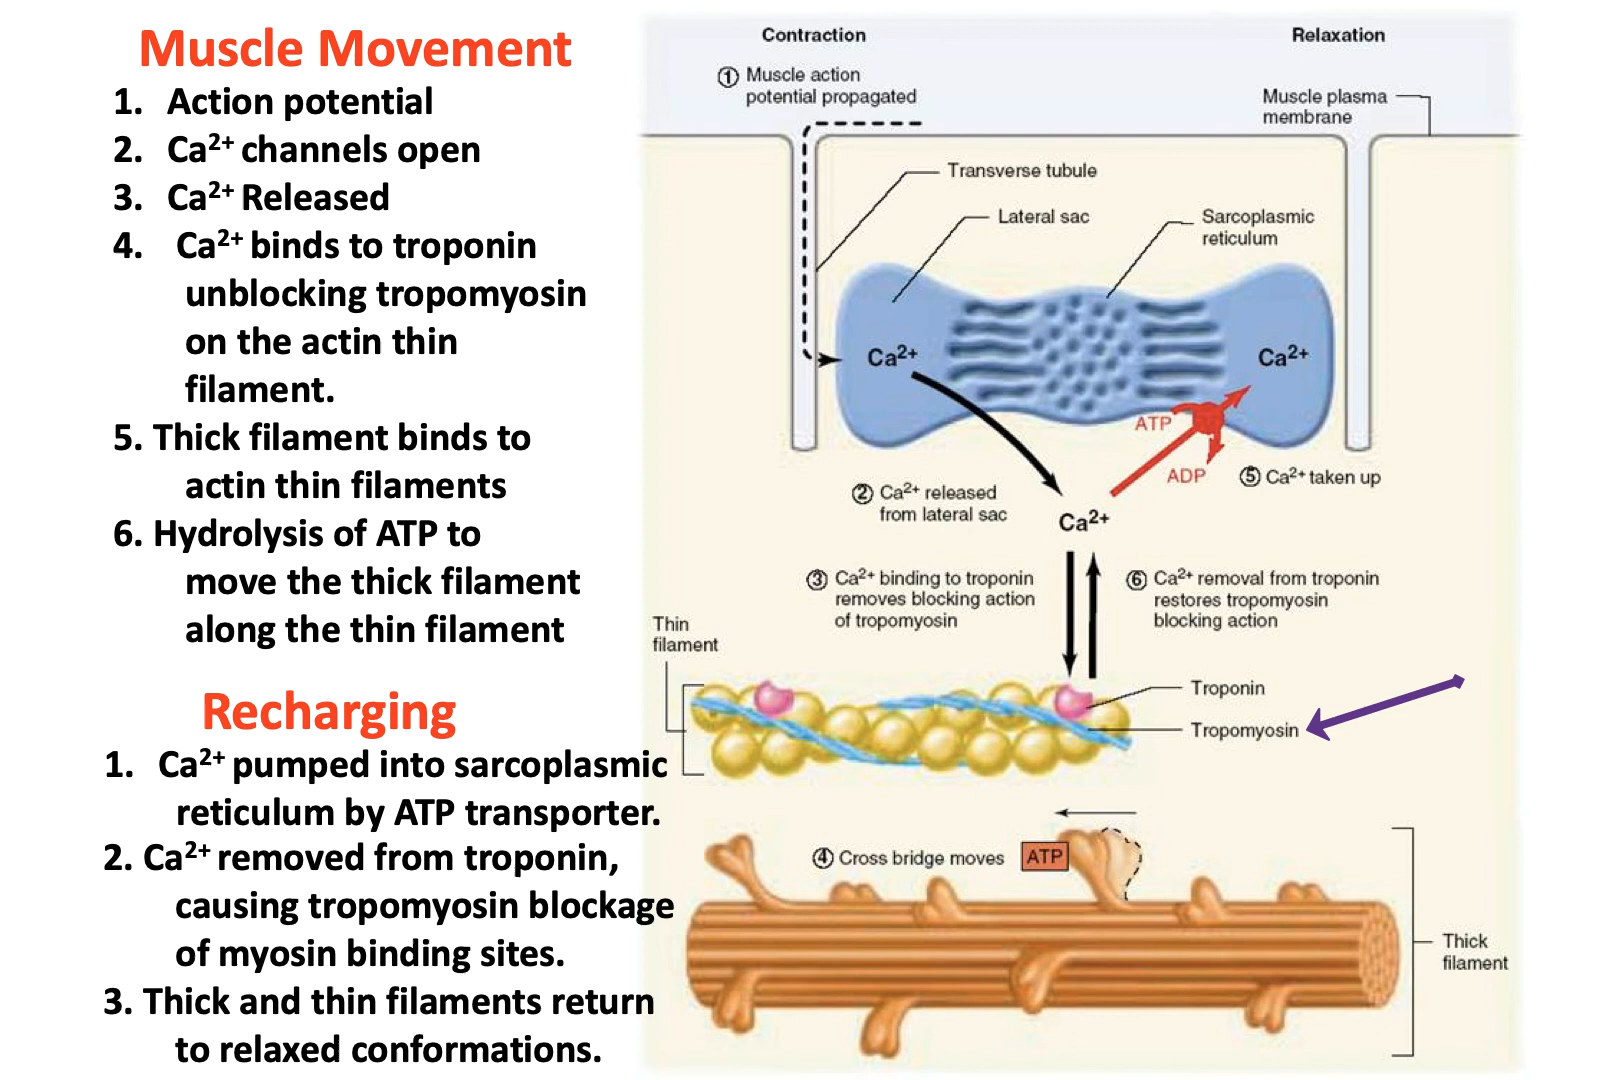 Muscle Movement
1. Action potential
2. Ca²⁺ channels open
3. Ca²⁺ Released
4. Ca²⁺ binds to troponin
unblocking tropomyosin
on the actin thin
filament.
5. Thick filament binds to
actin thin filaments
6. Hydrolysis of ATP to
move the thick filament
along the thin filament
Recharging
1. Ca²⁺ pumped into sarcoplasmic
reticulum by ATP transporter.
2. Ca²⁺ removed from troponin,
causing tropomyosin blockage
of myosin binding sites.
3. Thick and thin filaments return
to relaxed conformations.
Contraction
Relaxation
① Muscle action
potential propagated
Muscle plasma
membrane
Transverse tubule
Lateral sac
Sarcoplasmic
reticulum
Ca²⁺
Ca²⁺
ATP
ADP
⑤ Ca²⁺ taken up
② Ca²⁺ released
from lateral sac
Ca²⁺
③ Ca²⁺ binding to troponin
removes blocking action
of tropomyosin
⑥ Ca²⁺ removal from troponin
restores tropomyosin
blocking action
Thin
filament
Troponin
Tropomyosin
④ Cross bridge moves
ATP
Thick
filament